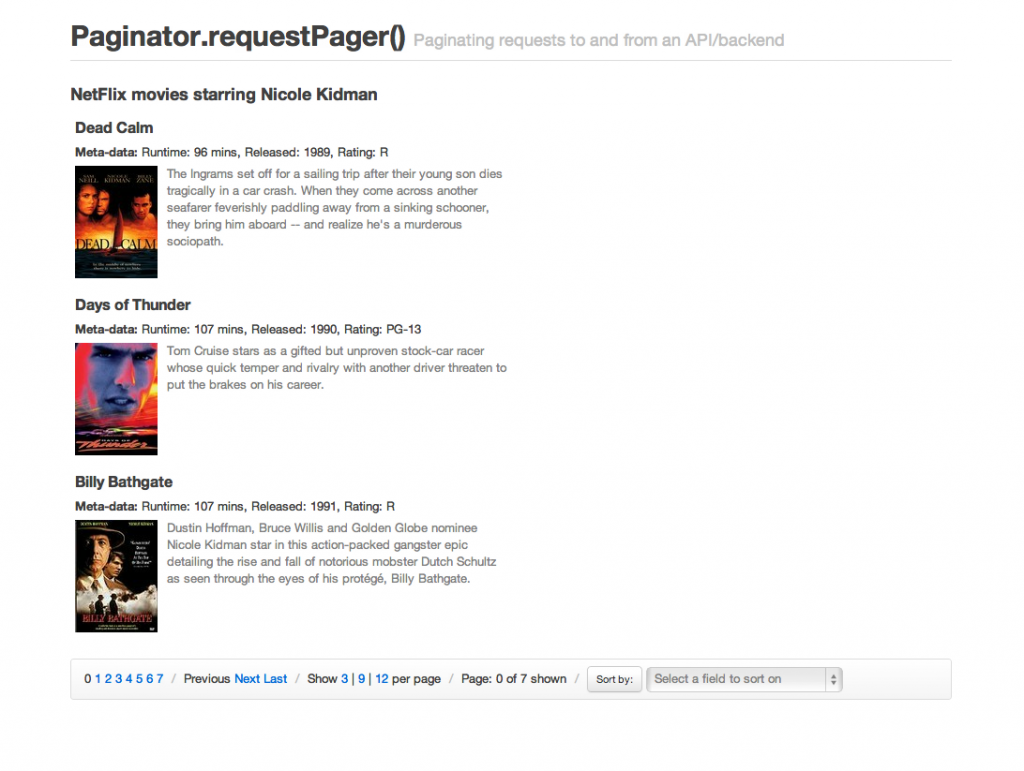 Paginator.requestPager() Paginating requests to and from an API/backend
NetFlix movies starring Nicole Kidman
Dead Calm
Meta-data: Runtime: 96 mins, Released: 1989, Rating: R
The Ingrams set off for a sailing trip after their young son dies
tragically in a car crash. When they come across another
seafarer feverishly paddling away from a sinking schooner,
they bring him aboard -- and realize he's a murderous
sociopath.
SAM NEILL NICOLE KIDMAN BILLY ZANE
DEAD CALM
Days of Thunder
Meta-data: Runtime: 107 mins, Released: 1990, Rating: PG-13
Tom Cruise stars as a gifted but unproven stock-car racer
whose quick temper and rivalry with another driver threaten to
put the brakes on his career.
DAYS OF
Thunder
Billy Bathgate
Meta-data: Runtime: 107 mins, Released: 1991, Rating: R
Dustin Hoffman, Bruce Willis and Golden Globe nominee
Nicole Kidman star in this action-packed gangster epic
detailing the rise and fall of notorious mobster Dutch Schultz
as seen through the eyes of his protégé, Billy Bathgate.
DUSTIN HOFFMAN
BILLY BATHGATE
0 1 2 3 4 5 6 7 / Previous Next Last / Show 3 | 9 | 12 per page / Page: 0 of 7 shown / Sort by: Select a field to sort on